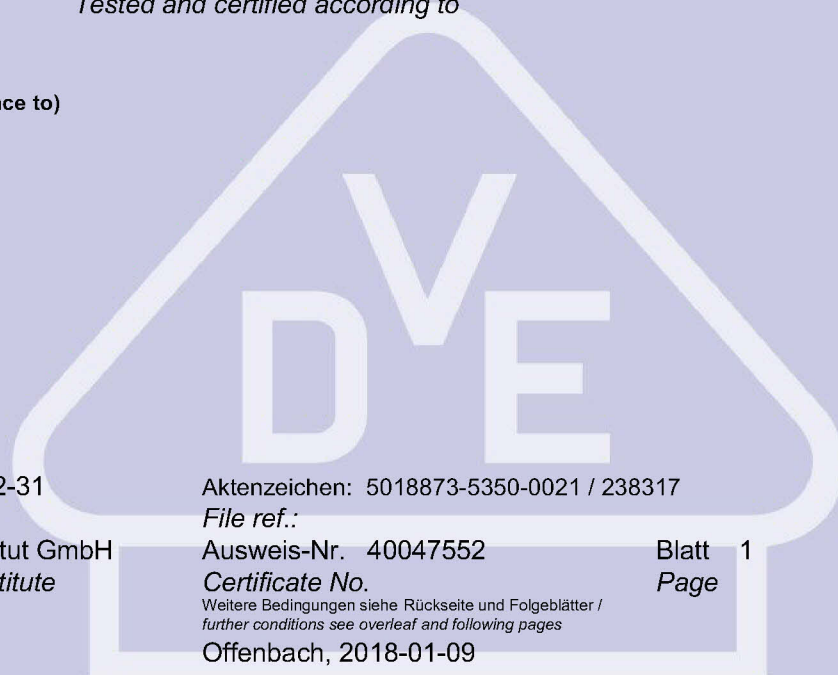 Tested and certified according to
ce to)
VDE
2-31
Aktenzeichen: 5018873-5350-0021 / 238317
File ref.:
tut GmbH Ausweis-Nr. 40047552 Blatt 1
titute Certificate No. Page
Weitere Bedingungen siehe Rückseite und Folgeblätter /
further conditions see overleaf and following pages
Offenbach, 2018-01-09